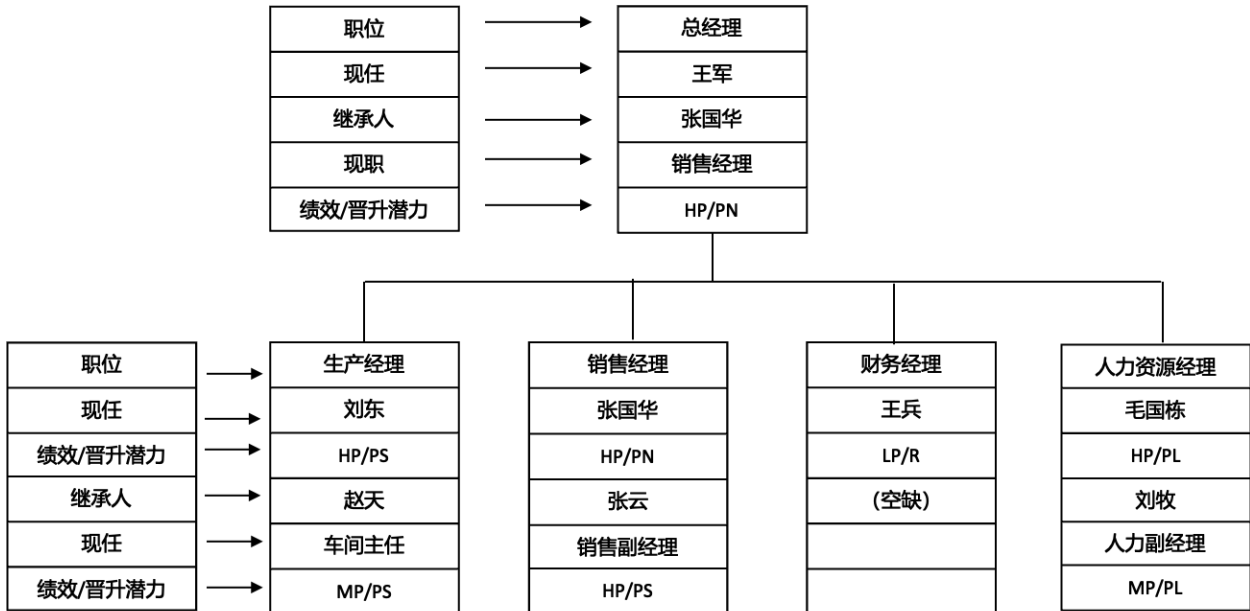 职位 总经理
现任 王军
继承人 张国华
现职 销售经理
绩效/晋升潜力 HP/PN
职位 生产经理 销售经理 财务经理 人力资源经理
现任 刘东 张国华 王兵 毛国栋
绩效/晋升潜力 HP/PS HP/PN LP/R HP/PL
继承人 赵天 张云 （空缺） 刘牧
现任 车间主任 销售副经理 人力副经理
绩效/晋升潜力 MP/PS HP/PS MP/PL